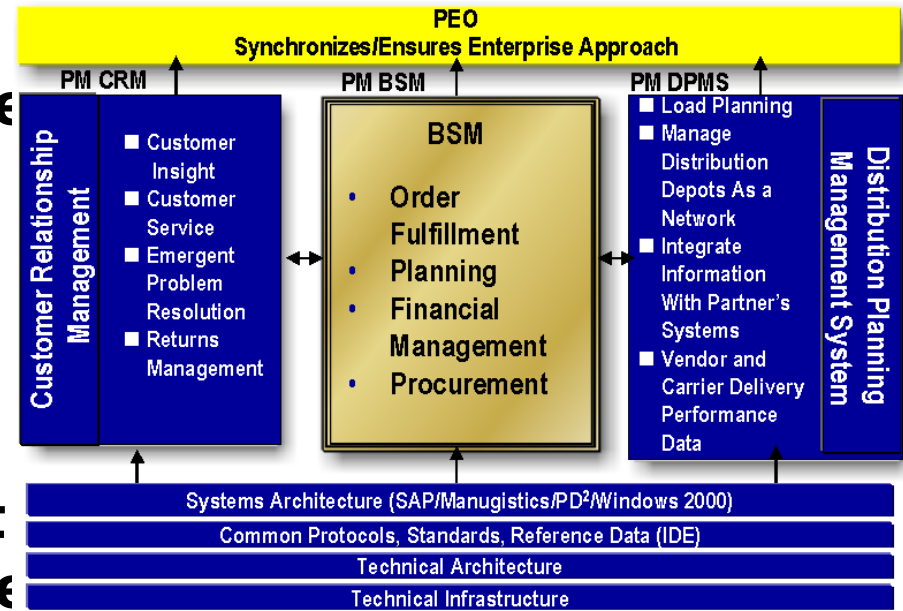 PEO
Synchronizes/Ensures Enterprise Approach
PM CRM
PM BSM
PM DPMS
Customer Relationship
Management
■ Customer
Insight
■ Customer
Service
■ Emergent
Problem
Resolution
■ Returns
Management
BSM
• Order
Fulfillment
• Planning
• Financial
Management
• Procurement
■ Load Planning
■ Manage
Distribution
Depots As a
Network
■ Integrate
Information
With Partner's
Systems
■ Vendor and
Carrier Delivery
Performance
Data
Distribution Planning
Management System
Systems Architecture (SAP/Manugistics/PD²/Windows 2000)
Common Protocols, Standards, Reference Data (IDE)
Technical Architecture
Technical Infrastructure